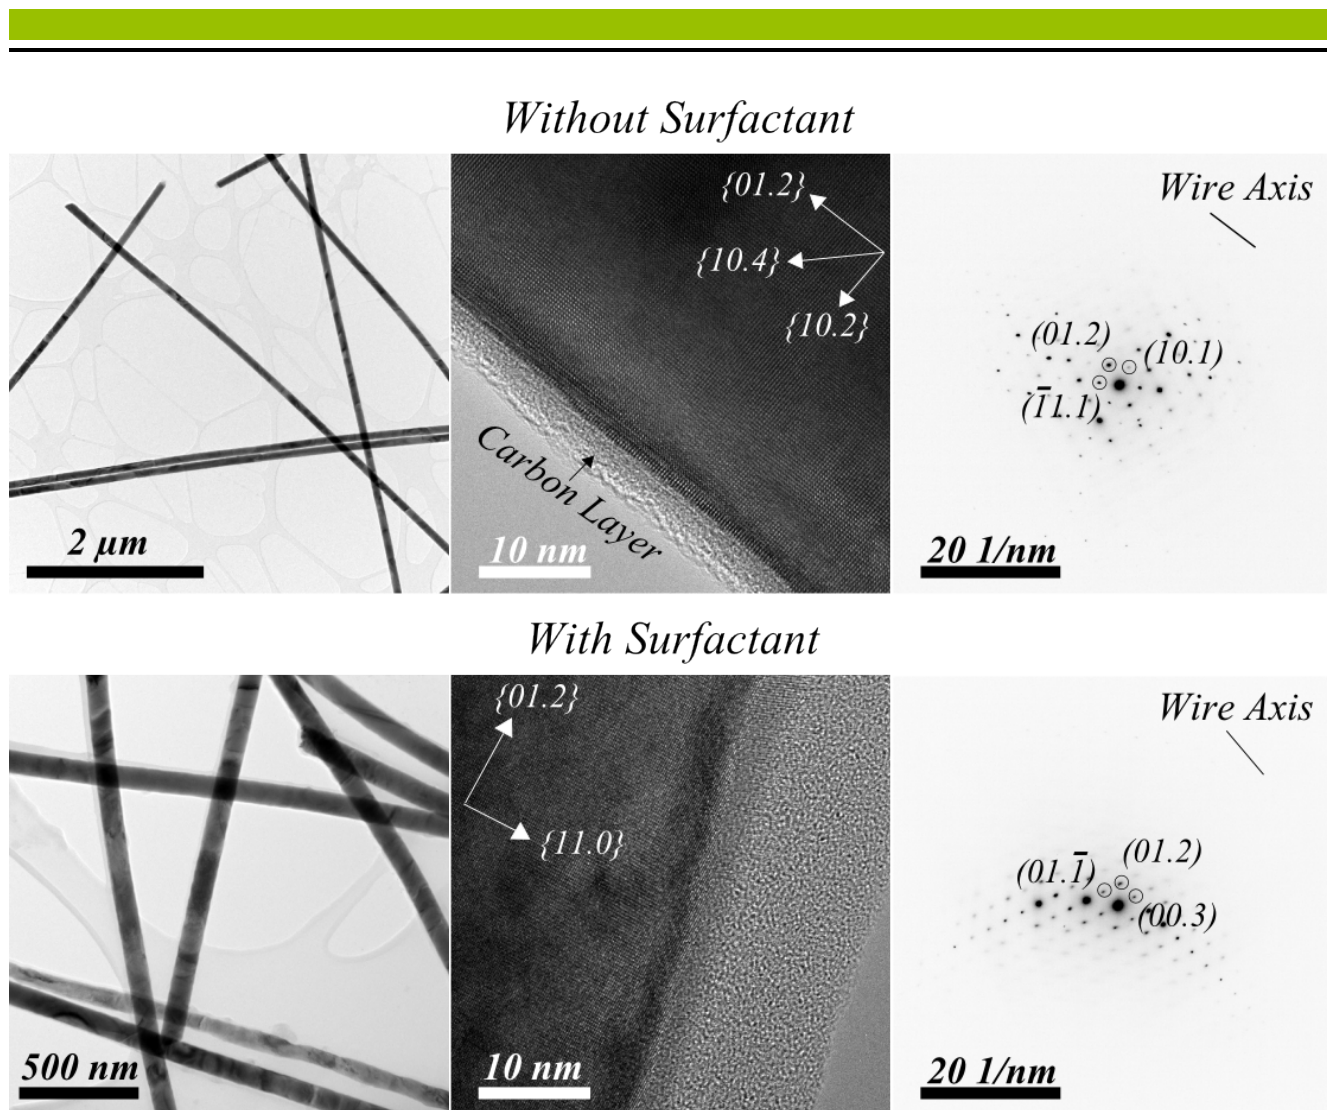 Without Surfactant
{01.2}
{10.4}
{10.2}
Carbon Layer
2 µm
10 nm
Wire Axis
(01.2)
(10.1)
(1̅1.1)
20 1/nm
With Surfactant
{01.2}
{11.0}
500 nm
10 nm
Wire Axis
(01.1̅)
(01.2)
(00.3)
20 1/nm